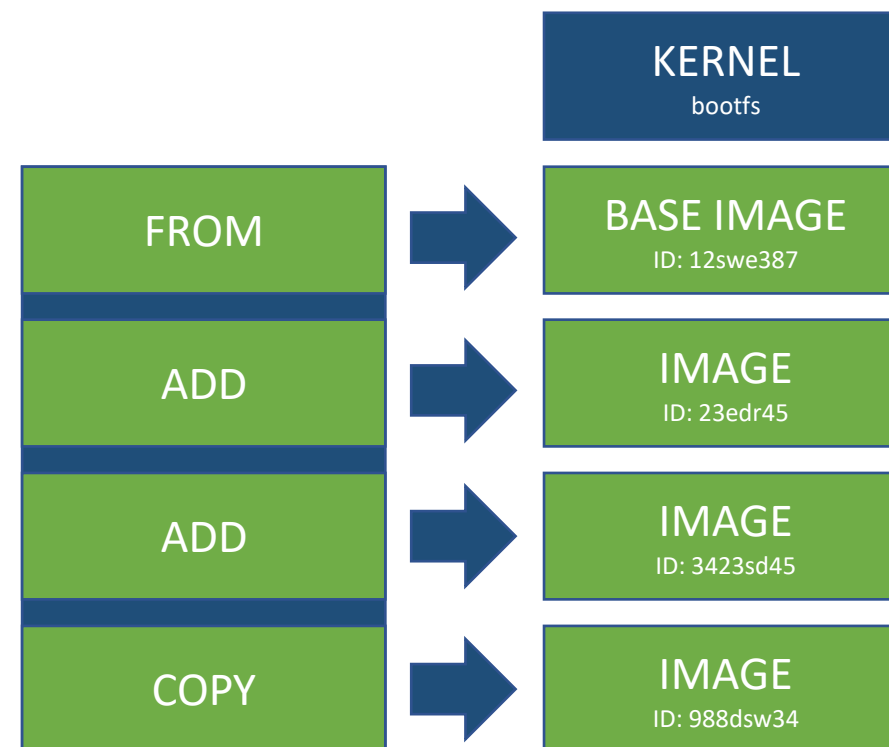 KERNEL
bootfs
FROM
BASE IMAGE
ID: 12swe387
ADD
IMAGE
ID: 23edr45
ADD
IMAGE
ID: 3423sd45
COPY
IMAGE
ID: 988dsw34